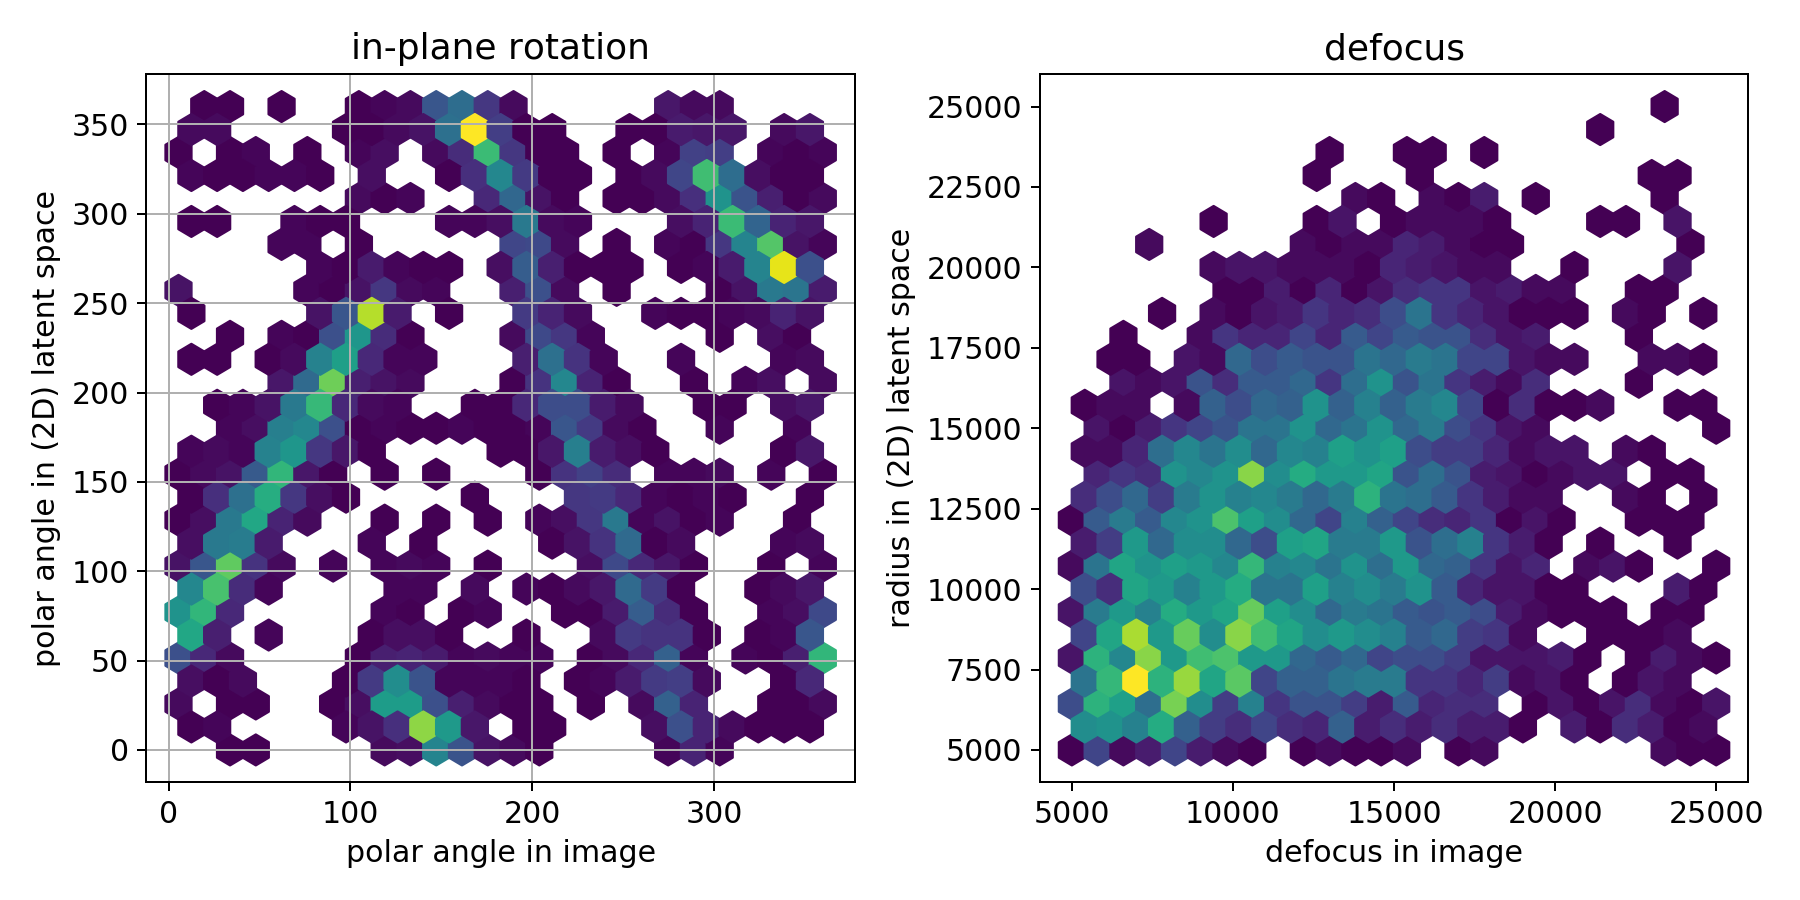 in-plane rotation
polar angle in (2D) latent space
350
300
250
200
150
100
50
0
0 100 200 300
polar angle in image
defocus
radius in (2D) latent space
25000
22500
20000
17500
15000
12500
10000
7500
5000
5000 10000 15000 20000 25000
defocus in image